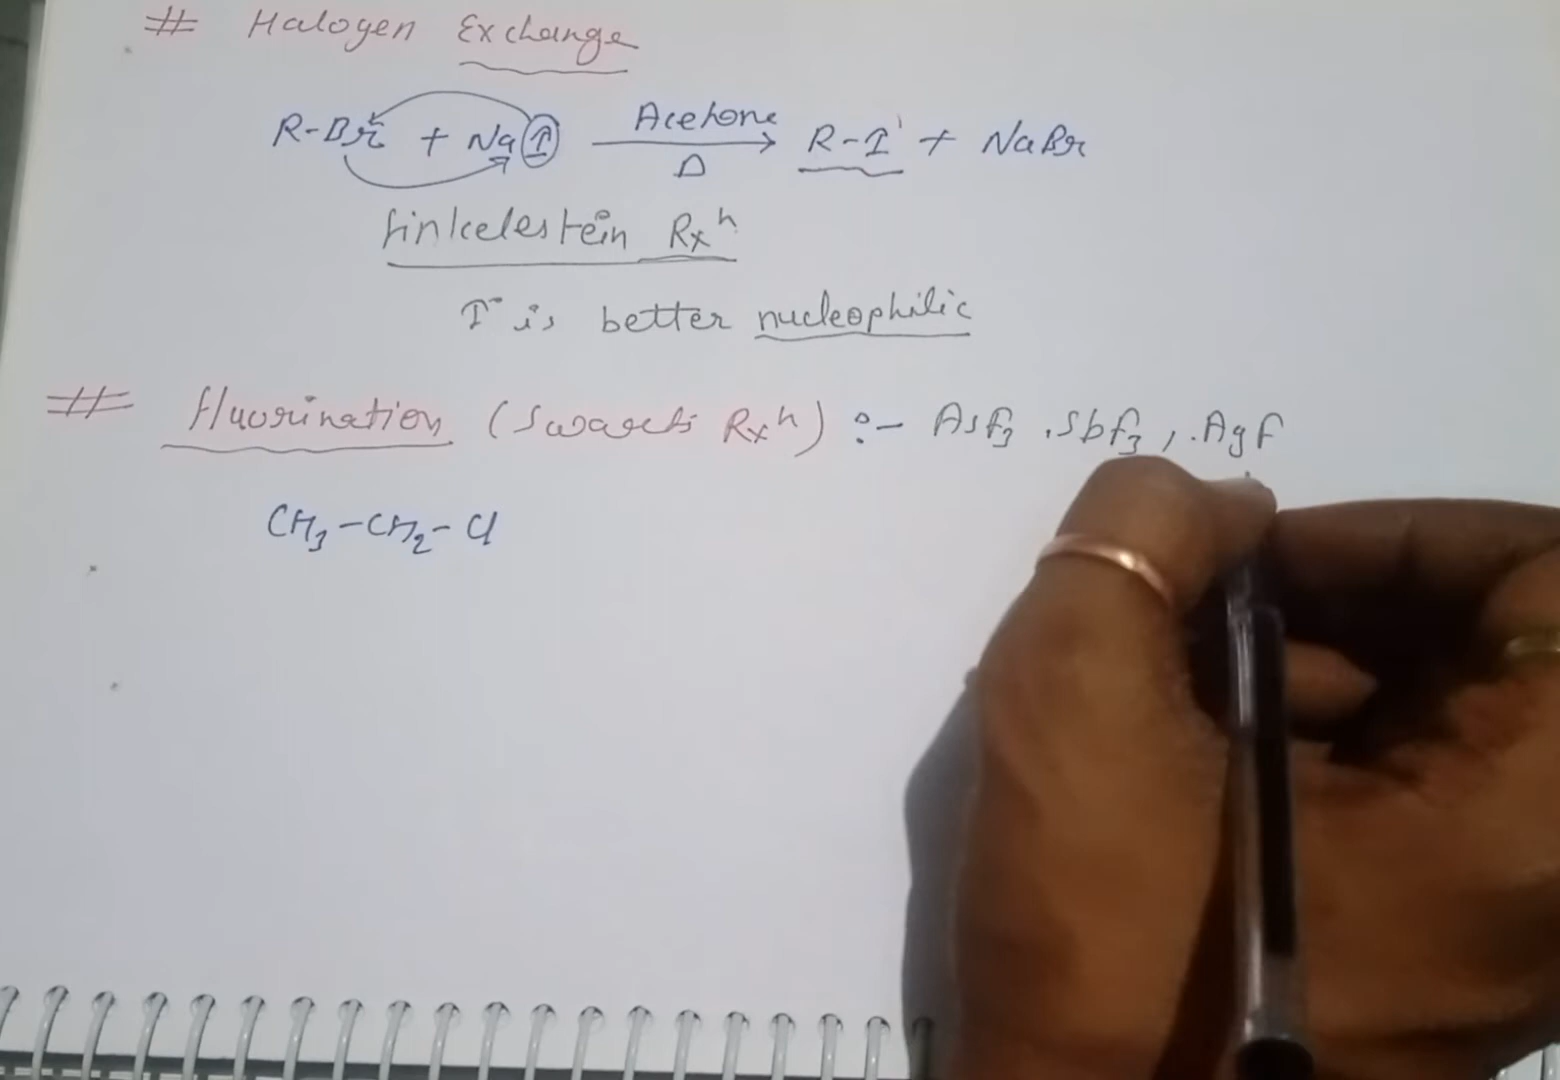 # Halogen Exchange
R-Br + NaI Acetone Δ R-I + NaBr
Finkelestein Rxⁿ
I⁻ is better nucleophilic
# Fluorination (Swarts Rxⁿ) :- AsF₃, SbF₃, AgF
CH₃-CH₂-Cl